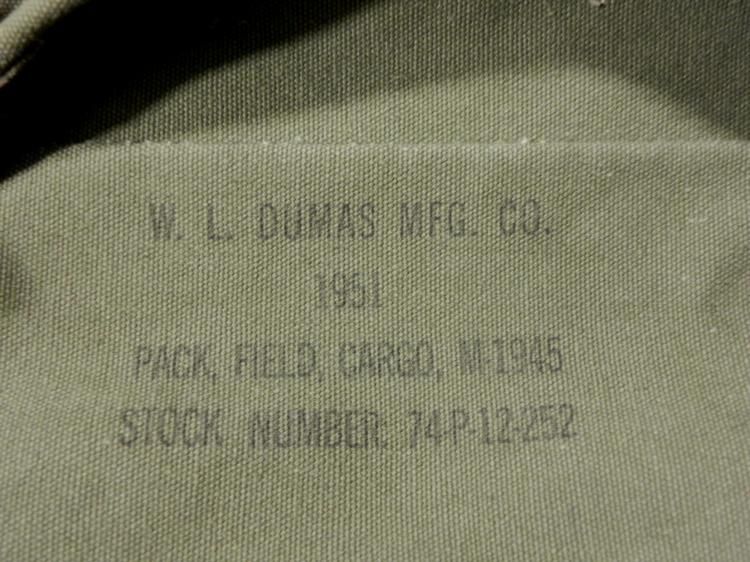 W. L. DUMAS MFG. CO.
1951
PACK, FIELD, CARGO, M-1945
STOCK NUMBER: 74-P-12-252